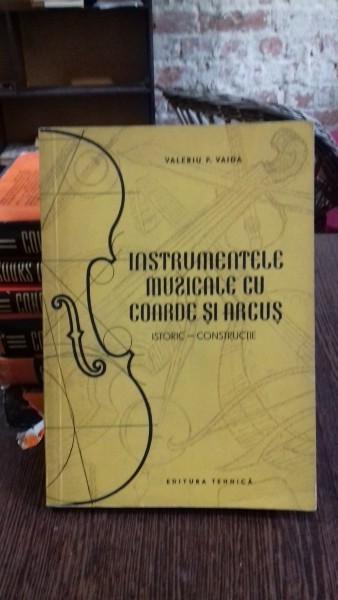 VALERIU P. VAIDA
INSTRUMENTELE
MUZICALE CU
COARDE ȘI ARCUȘ
ISTORIC — CONSTRUCȚIE
EDITURA TEHNICĂ